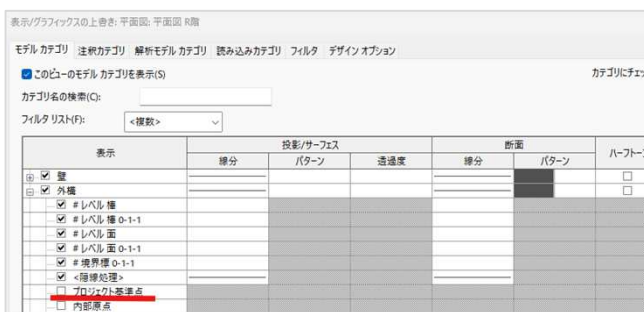 表示/グラフィックスの上書き: 平面図: 平面図 R階
モデル カテゴリ 注釈カテゴリ 解析モデル カテゴリ 読み込みカテゴリ フィルタ デザイン オプション
このビューのモデル カテゴリを表示(S)
カテゴリにチェッ
カテゴリ名の検索(C):
フィルタ リスト(F): <複数>
表示 投影/サーフェス 断面 ハーフトー
線分 パターン 透過度 線分 パターン
壁
外構
# レベル 棒
# レベル 棒 0-1-1
# レベル 面
# レベル 面 0-1-1
# 境界標 0-1-1
<陰線処理>
プロジェクト基準点
内部原点